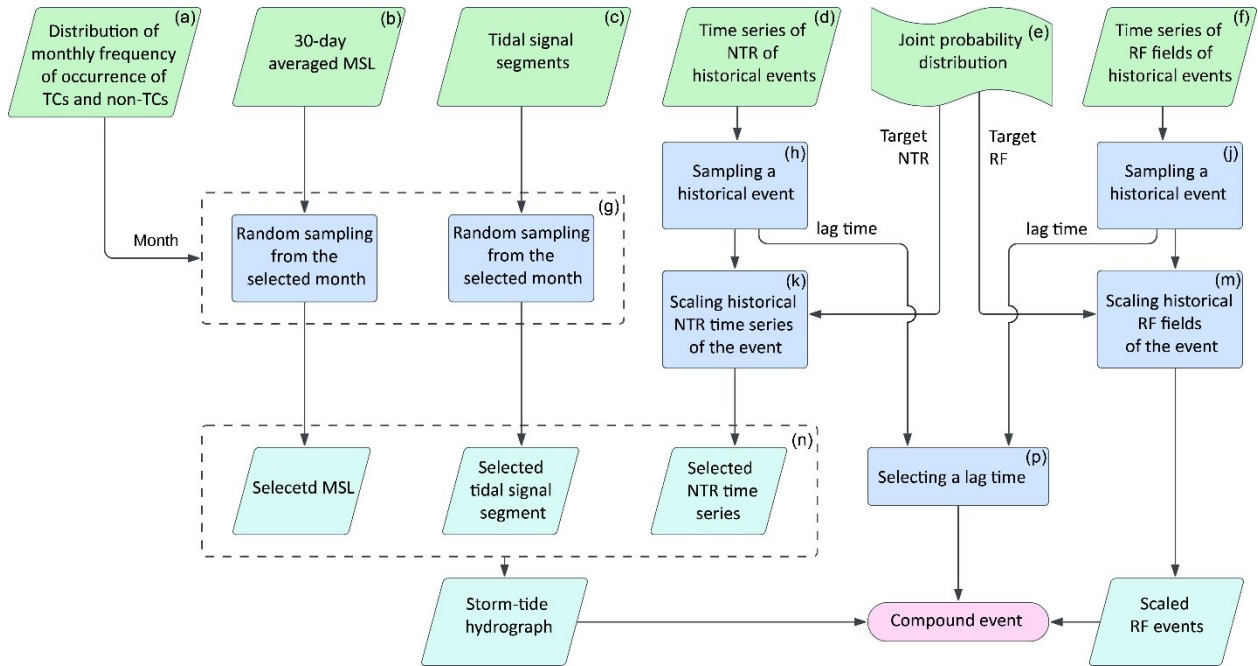 (a)
Distribution of
monthly frequency
of occurrence of
TCs and non-TCs
(b)
30-day
averaged MSL
(c)
Tidal signal
segments
(d)
Time series of
NTR of
historical events
(e)
Joint probability
distribution
(f)
Time series of
RF fields of
historical events
Target
NTR
Target
RF
(h)
Sampling a
historical event
(j)
Sampling a
historical event
(g)
Month
Random sampling
from the
selected month
Random sampling
from the
selected month
lag time
lag time
(k)
Scaling historical
NTR time series
of the event
(m)
Scaling historical
RF fields
of the event
(n)
Selecetd MSL
Selected
tidal signal
segment
Selected
NTR time
series
(p)
Selecting a lag time
Storm-tide
hydrograph
Compound event
Scaled
RF events